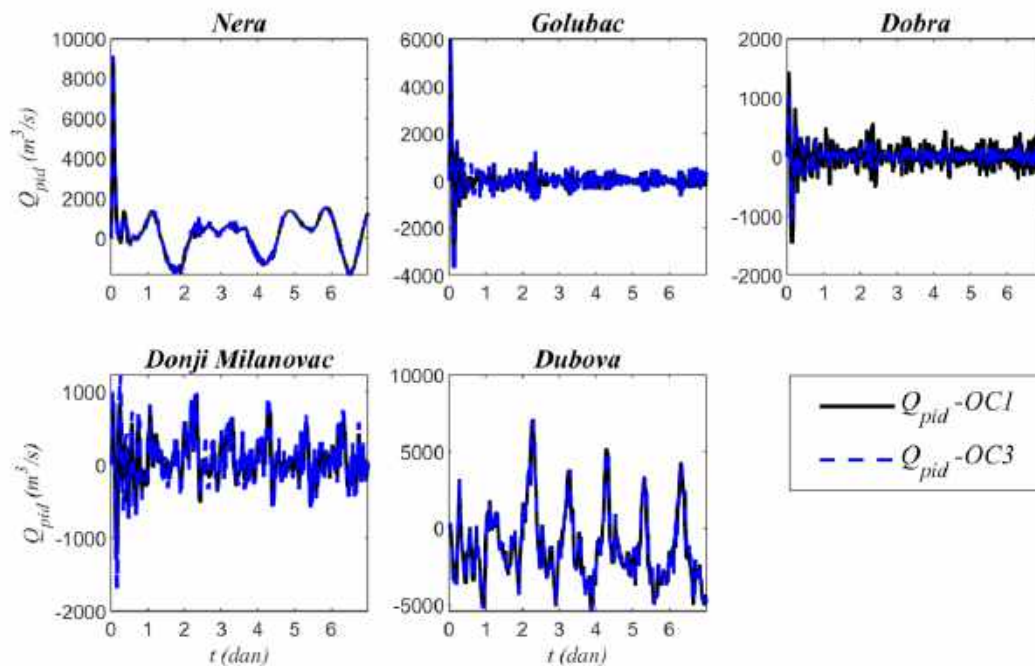 Nera
10000
8000
6000
4000
2000
0
Q_pid (m^3/s)
0 1 2 3 4 5 6
Golubac
6000
4000
2000
0
-2000
-4000
0 1 2 3 4 5 6
Dobra
2000
1000
0
-1000
-2000
0 1 2 3 4 5 6
Donji Milanovac
1000
0
-1000
-2000
Q_pid (m^3/s)
0 1 2 3 4 5 6
t (dan)
Dubova
10000
5000
0
-5000
0 1 2 3 4 5 6
t (dan)
Q_pid -OC1
Q_pid -OC3